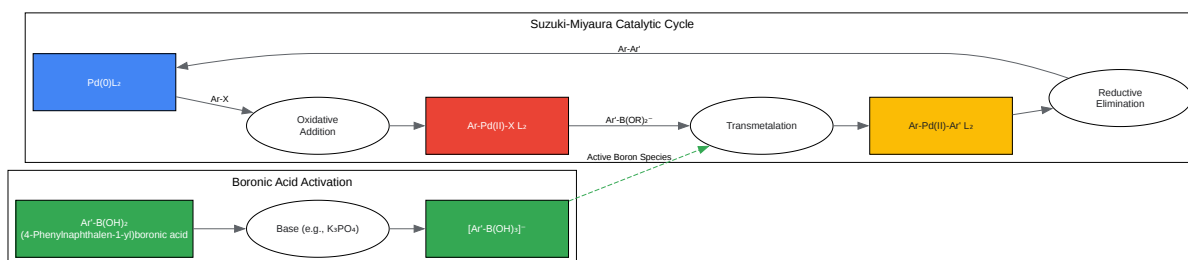 Suzuki-Miyaura Catalytic Cycle
Ar-Ar'
Pd(0)L₂
Ar-X
Oxidative
Addition
Ar-Pd(II)-X L₂
Ar'-B(OR)₂⁻
Transmetalation
Ar-Pd(II)-Ar' L₂
Reductive
Elimination
Active Boron Species
Boronic Acid Activation
Ar'-B(OH)₂
(4-Phenylnaphthalen-1-yl)boronic acid
Base (e.g., K₃PO₄)
[Ar'-B(OH)₃]⁻